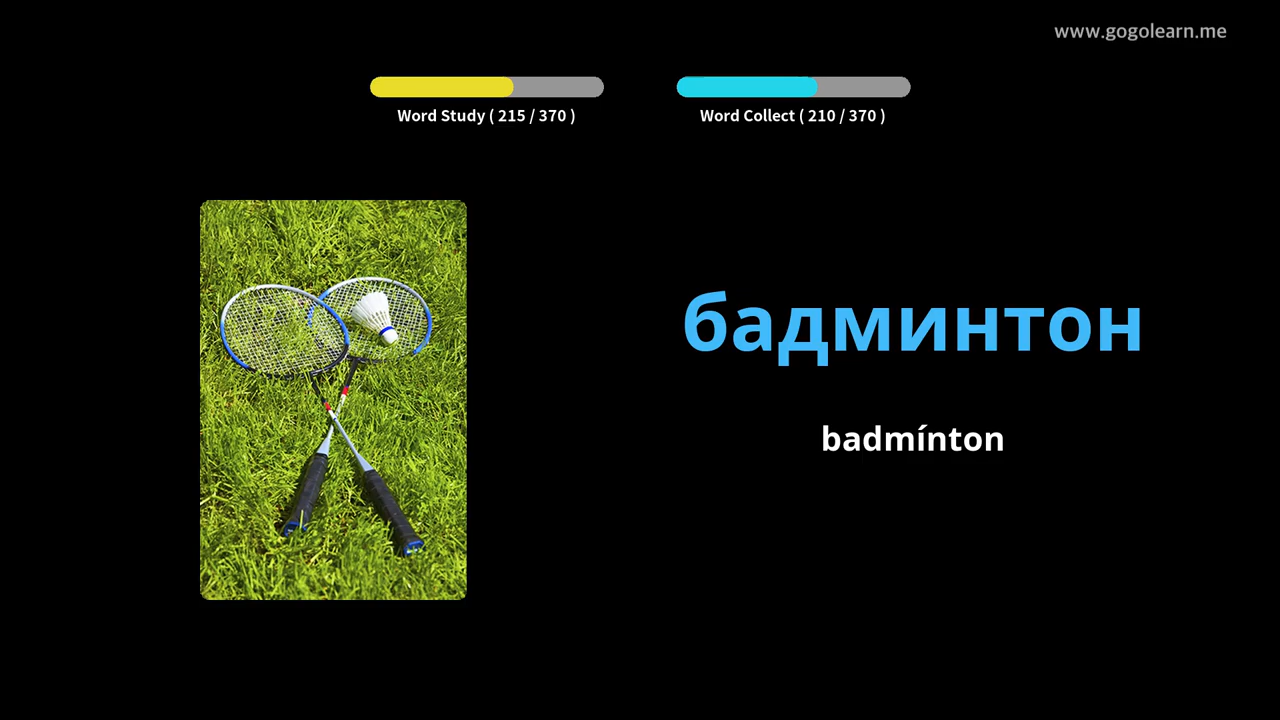 www.gogolearn.me
Word Study ( 215 / 370 )
Word Collect ( 210 / 370 )
бадминтон
badmínton